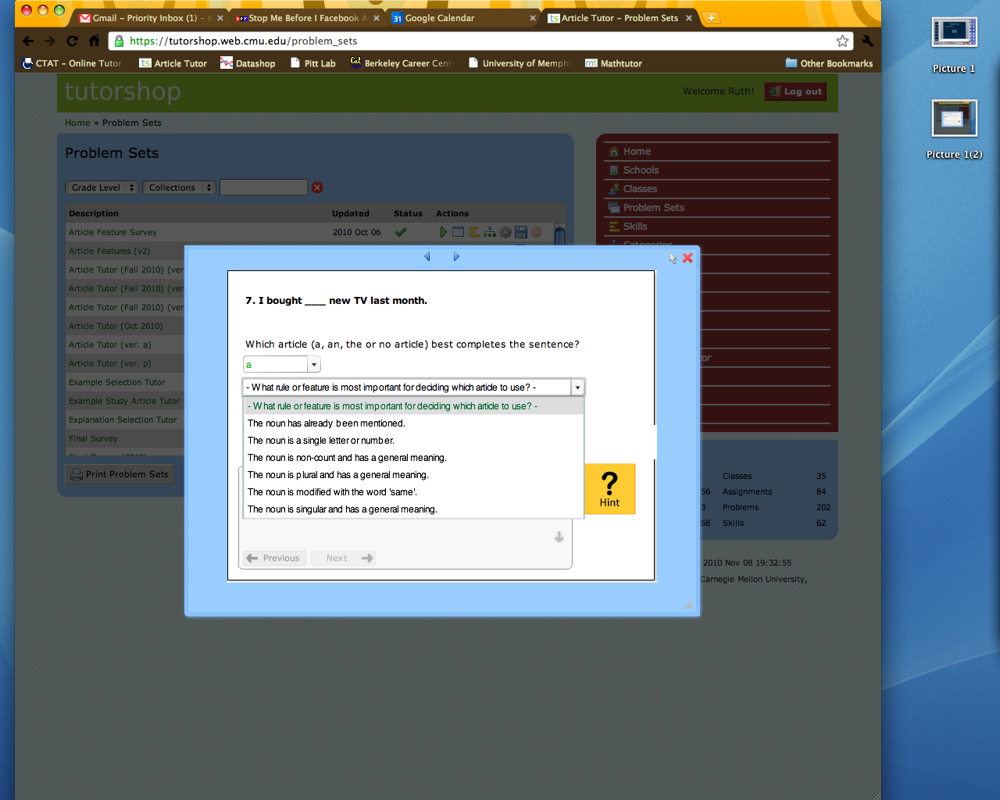 Gmail – Priority Inbox (1) –
Stop Me Before I Facebook A
31 Google Calendar
Article Tutor – Problem Sets
https://tutorshop.web.cmu.edu/problem_sets
CTAT – Online Tutor
ts Article Tutor
Datashop
Pitt Lab
Berkeley Career Cent
University of Memph
mt Mathtutor
Other Bookmarks
Picture 1
Picture 1(2)
tutorshop
Welcome Ruth!
Log out
Home » Problem Sets
Problem Sets
Grade Level
Collections
Description Updated Status Actions
Article Feature Survey 2010 Oct 06
Article Features (v2)
Article Tutor (Fall 2010) (ver
Article Tutor (Fall 2010) (ver
Article Tutor (Fall 2010) (ver
Article Tutor (Oct 2010)
Article Tutor (ver. a)
Article Tutor (ver. p)
Example Selection Tutor
Example Study Article Tutor
Explanation Selection Tutor
Final Survey
Print Problem Sets
7. I bought ___ new TV last month.
Which article (a, an, the or no article) best completes the sentence?
a
- What rule or feature is most important for deciding which article to use? -
- What rule or feature is most important for deciding which article to use? -
The noun has already been mentioned.
The noun is a single letter or number.
The noun is non-count and has a general meaning.
The noun is plural and has a general meaning.
The noun is modified with the word 'same'.
The noun is singular and has a general meaning.
?
Hint
Previous
Next
Home
Schools
Classes
Problem Sets
Skills
Categories
or
Classes 35
56 Assignments 84
3 Problems 202
68 Skills 62
2010 Nov 08 19:32:55
Carnegie Mellon University,